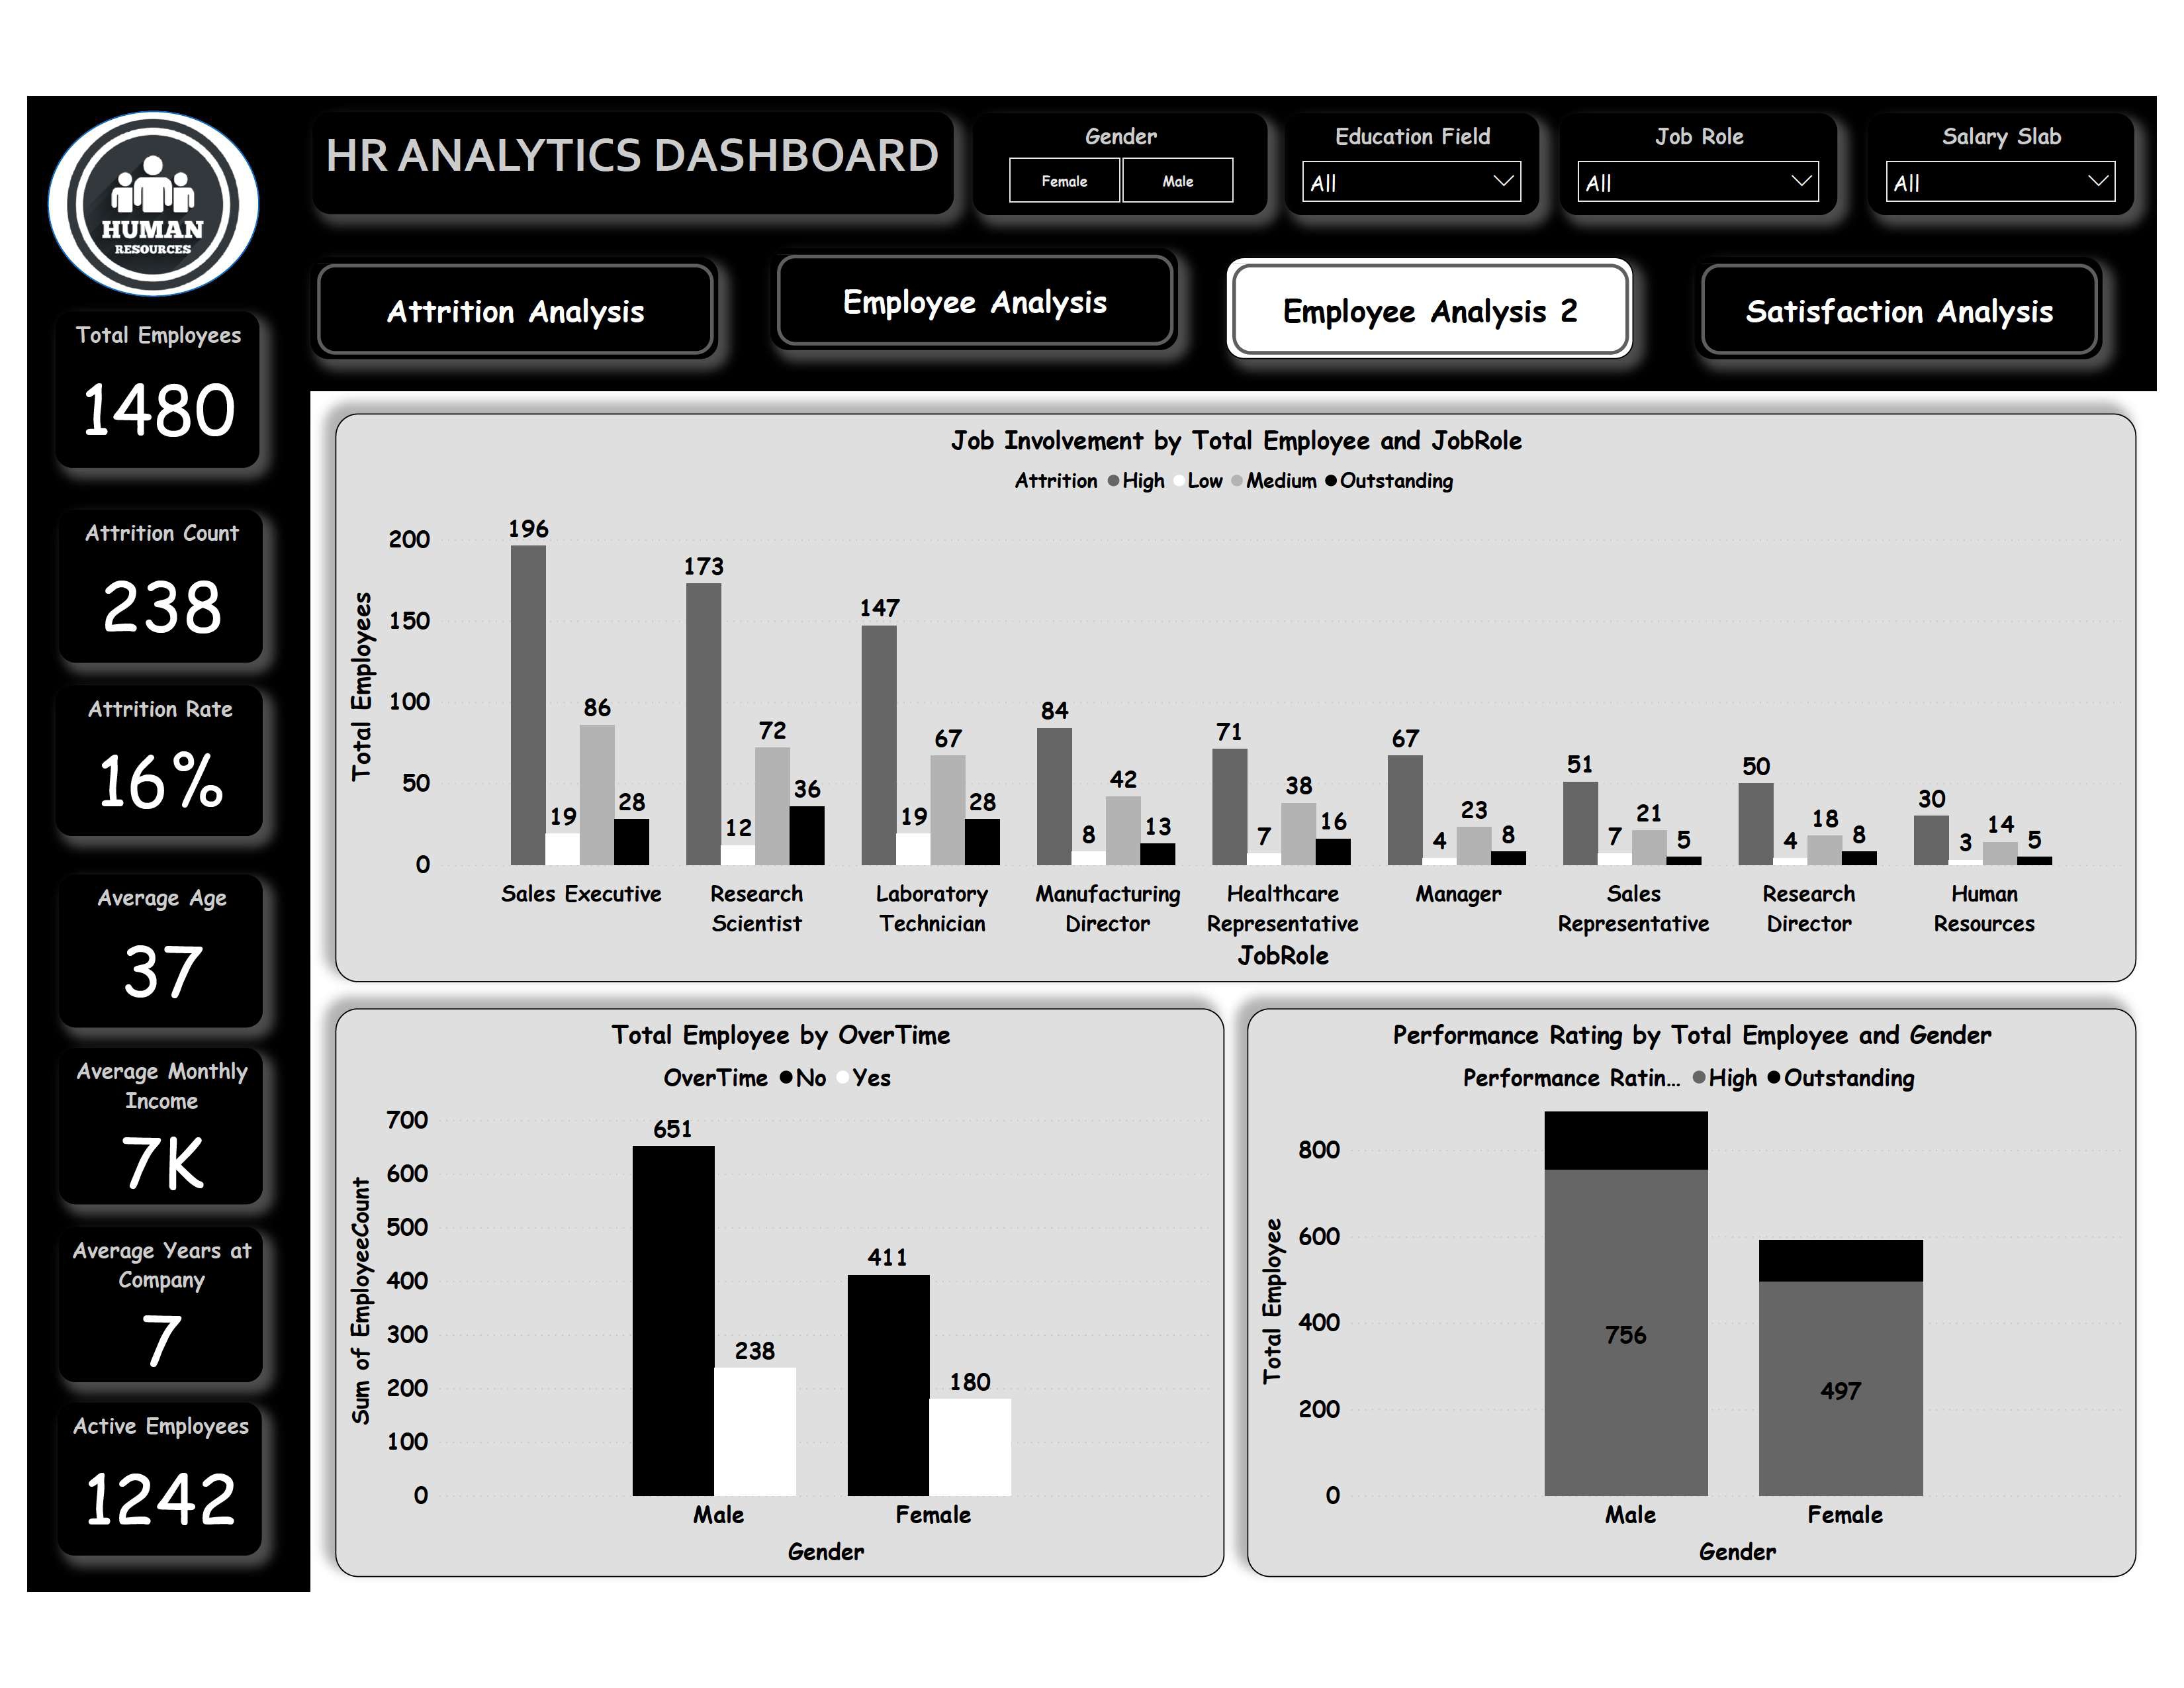 HUMAN
RESOURCES
HR ANALYTICS DASHBOARD
Gender
Female Male
Education Field
All
Job Role
All
Salary Slab
All
Attrition Analysis
Employee Analysis
Employee Analysis 2
Satisfaction Analysis
Total Employees
1480
Attrition Count
238
Attrition Rate
16%
Average Age
37
Average Monthly
Income
7K
Average Years at
Company
7
Active Employees
1242
Job Involvement by Total Employee and JobRole
Attrition High Low Medium Outstanding
Total Employees
200
150
100
50
0
196 19 86 28
173 12 72 36
147 19 67 28
84 8 42 13
71 7 38 16
67 4 23 8
51 7 21 5
50 4 18 8
30 3 14 5
Sales Executive
Research
Scientist
Laboratory
Technician
Manufacturing
Director
Healthcare
Representative
Manager
Sales
Representative
Research
Director
Human
Resources
JobRole
Total Employee by OverTime
OverTime No Yes
Sum of EmployeeCount
700
600
500
400
300
200
100
0
651 238
411 180
Male Female
Gender
Performance Rating by Total Employee and Gender
Performance Ratin... High Outstanding
Total Employee
800
600
400
200
0
756
497
Male Female
Gender